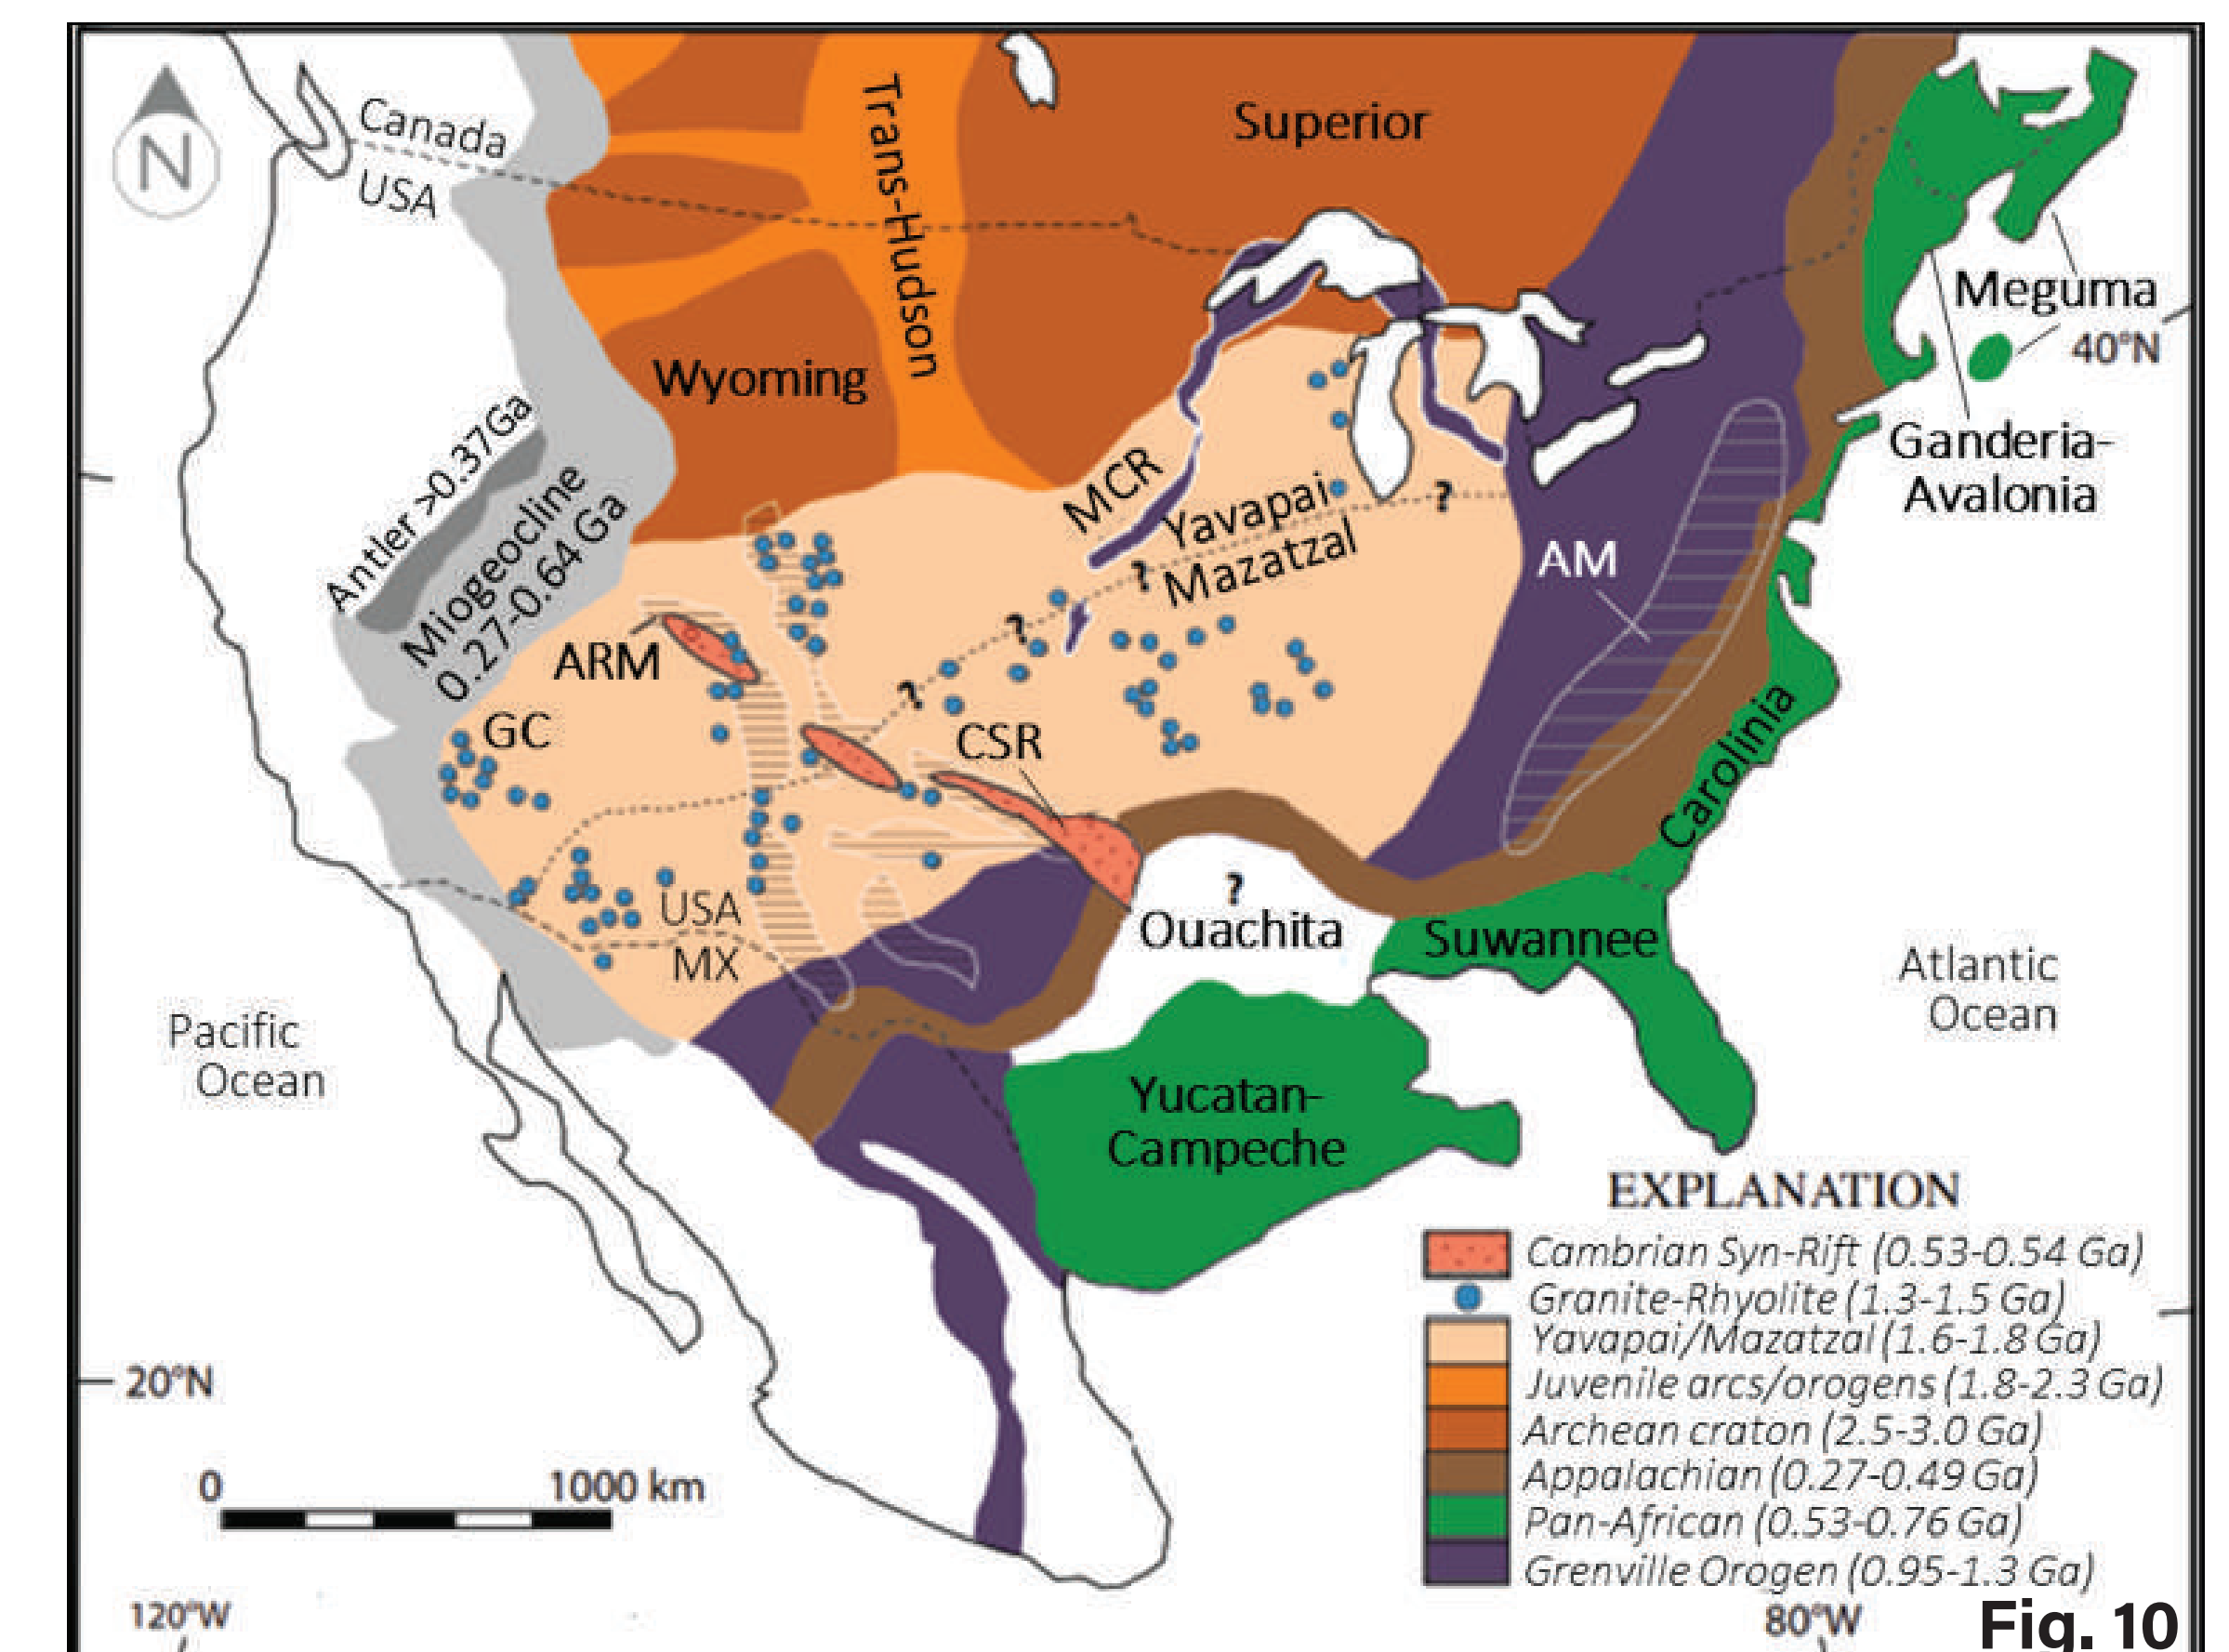 N
Canada
USA
Trans-Hudson
Superior
Wyoming
Meguma
40°N
Ganderia-
Avalonia
Antler >0.37Ga
Miogeocline
0.27-0.64 Ga
MCR
Yavapai
?
Mazatzal
?
?
?
AM
ARM
GC
CSR
Carolinia
USA
MX
?
Ouachita
Suwannee
Atlantic
Ocean
Pacific
Ocean
Yucatan-
Campeche
EXPLANATION
Cambrian Syn-Rift (0.53-0.54 Ga)
Granite-Rhyolite (1.3-1.5 Ga)
Yavapai/Mazatzal (1.6-1.8 Ga)
Juvenile arcs/orogens (1.8-2.3 Ga)
Archean craton (2.5-3.0 Ga)
Appalachian (0.27-0.49 Ga)
Pan-African (0.53-0.76 Ga)
Grenville Orogen (0.95-1.3 Ga)
20°N
0 1000 km
120°W
80°W
Fig. 10